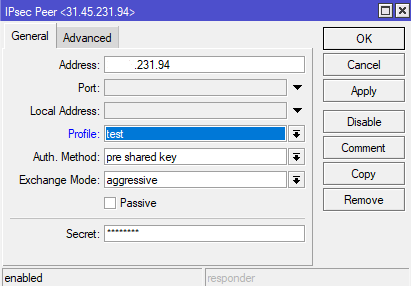 IPsec Peer <31.45.231.94>
General Advanced
Address: .231.94
Port:
Local Address:
Profile: test
Auth. Method: pre shared key
Exchange Mode: aggressive
Passive
Secret: ********
OK
Cancel
Apply
Disable
Comment
Copy
Remove
enabled responder